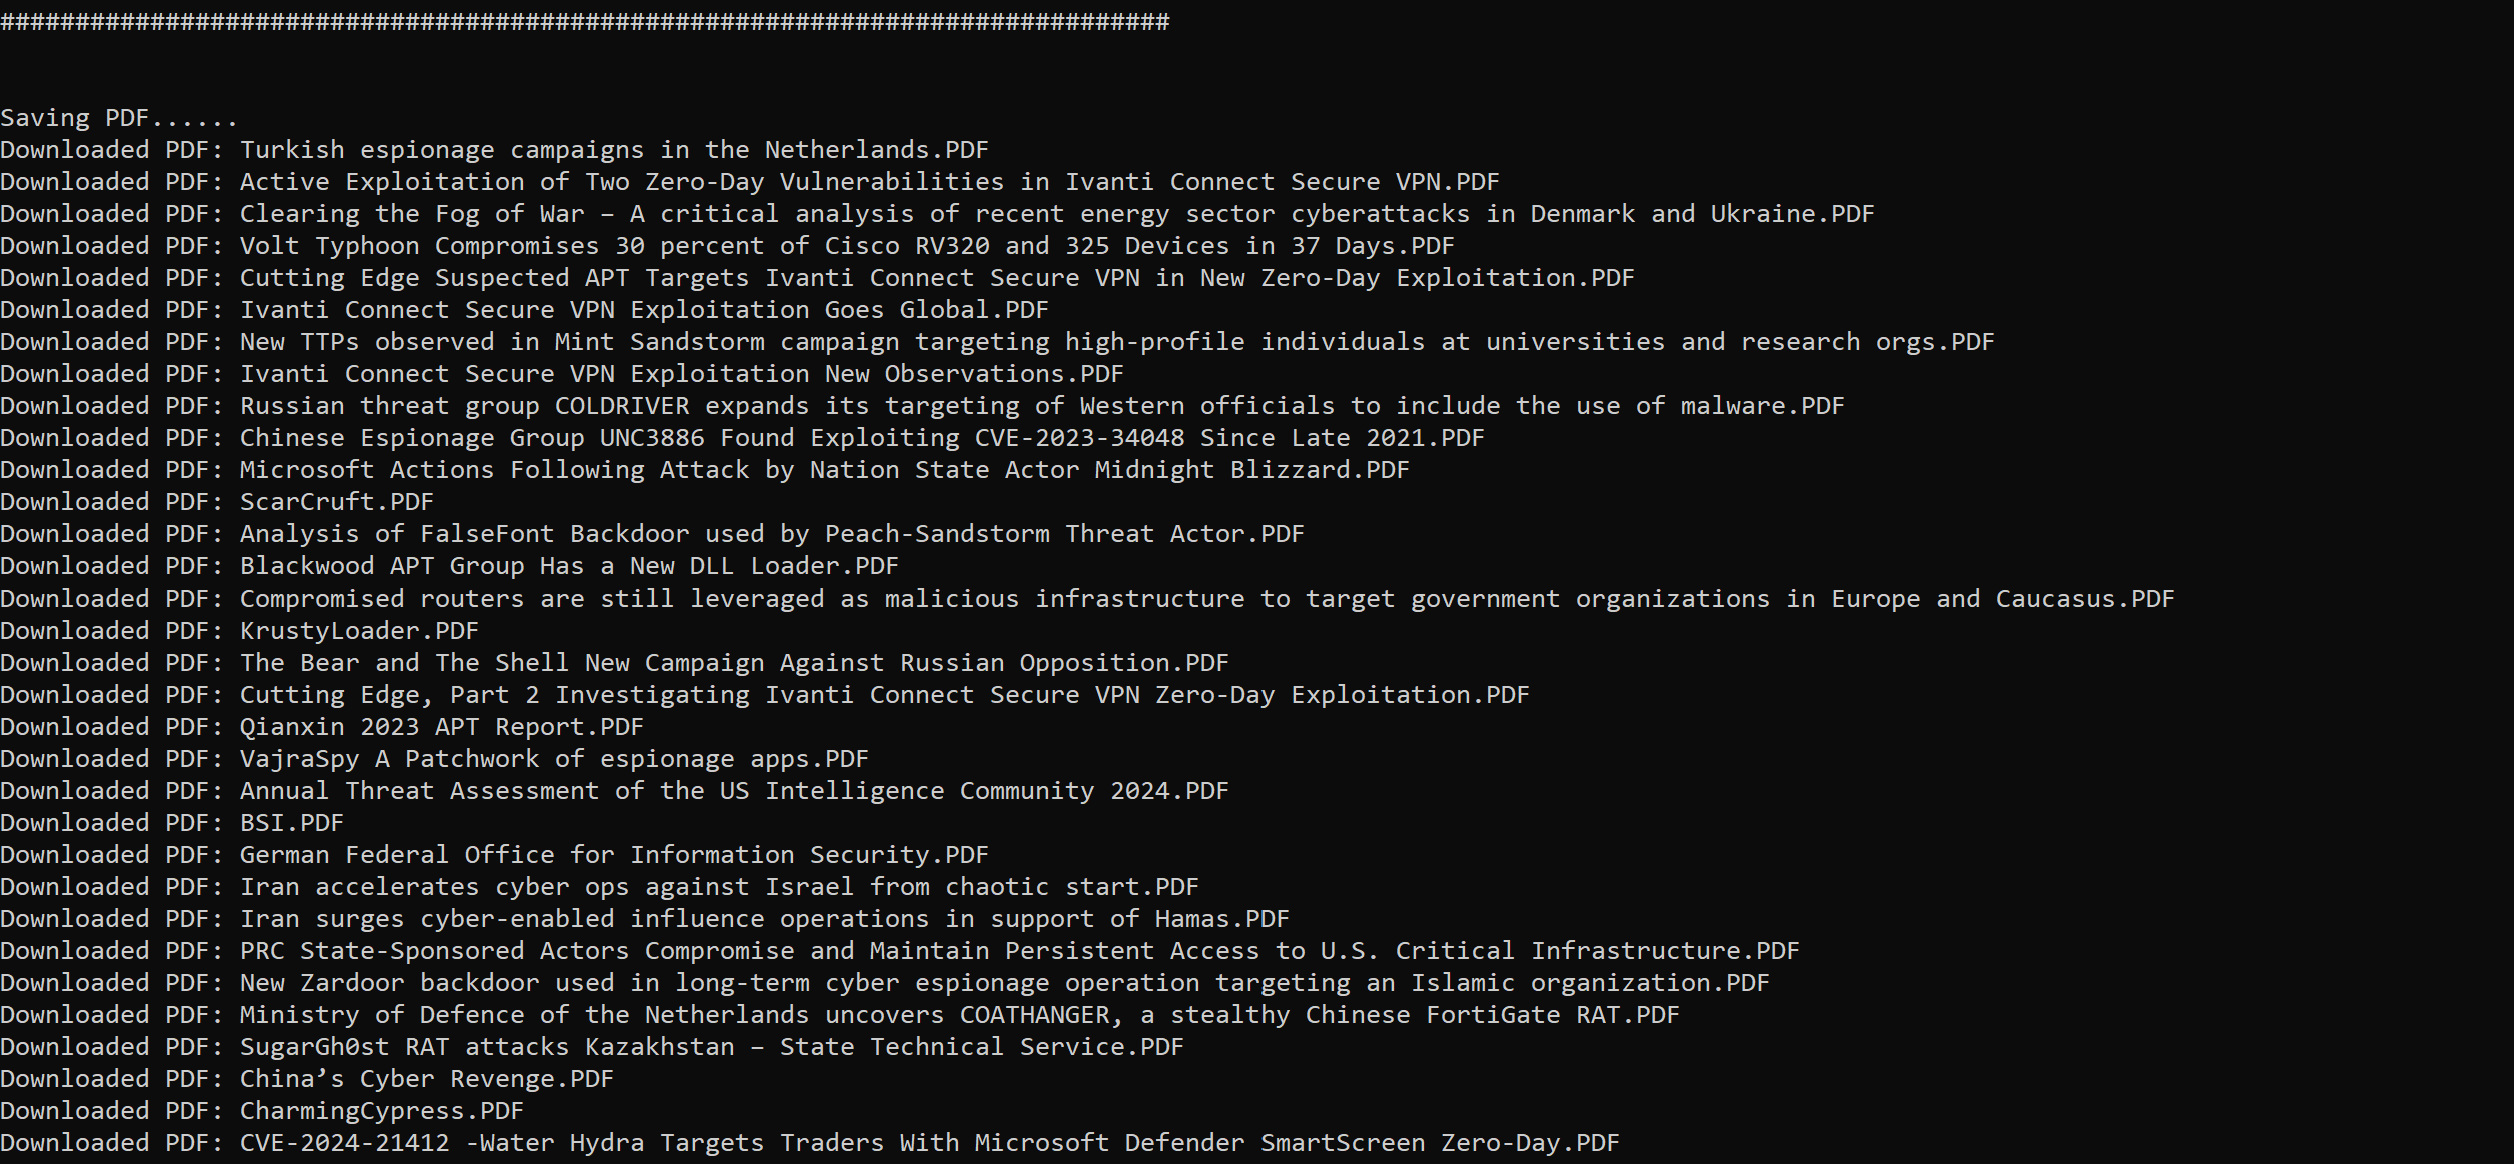 ##############################################################################
Saving PDF......
Downloaded PDF: Turkish espionage campaigns in the Netherlands.PDF
Downloaded PDF: Active Exploitation of Two Zero-Day Vulnerabilities in Ivanti Connect Secure VPN.PDF
Downloaded PDF: Clearing the Fog of War – A critical analysis of recent energy sector cyberattacks in Denmark and Ukraine.PDF
Downloaded PDF: Volt Typhoon Compromises 30 percent of Cisco RV320 and 325 Devices in 37 Days.PDF
Downloaded PDF: Cutting Edge Suspected APT Targets Ivanti Connect Secure VPN in New Zero-Day Exploitation.PDF
Downloaded PDF: Ivanti Connect Secure VPN Exploitation Goes Global.PDF
Downloaded PDF: New TTPs observed in Mint Sandstorm campaign targeting high-profile individuals at universities and research orgs.PDF
Downloaded PDF: Ivanti Connect Secure VPN Exploitation New Observations.PDF
Downloaded PDF: Russian threat group COLDRIVER expands its targeting of Western officials to include the use of malware.PDF
Downloaded PDF: Chinese Espionage Group UNC3886 Found Exploiting CVE-2023-34048 Since Late 2021.PDF
Downloaded PDF: Microsoft Actions Following Attack by Nation State Actor Midnight Blizzard.PDF
Downloaded PDF: ScarCruft.PDF
Downloaded PDF: Analysis of FalseFont Backdoor used by Peach-Sandstorm Threat Actor.PDF
Downloaded PDF: Blackwood APT Group Has a New DLL Loader.PDF
Downloaded PDF: Compromised routers are still leveraged as malicious infrastructure to target government organizations in Europe and Caucasus.PDF
Downloaded PDF: KrustyLoader.PDF
Downloaded PDF: The Bear and The Shell New Campaign Against Russian Opposition.PDF
Downloaded PDF: Cutting Edge, Part 2 Investigating Ivanti Connect Secure VPN Zero-Day Exploitation.PDF
Downloaded PDF: Qianxin 2023 APT Report.PDF
Downloaded PDF: VajraSpy A Patchwork of espionage apps.PDF
Downloaded PDF: Annual Threat Assessment of the US Intelligence Community 2024.PDF
Downloaded PDF: BSI.PDF
Downloaded PDF: German Federal Office for Information Security.PDF
Downloaded PDF: Iran accelerates cyber ops against Israel from chaotic start.PDF
Downloaded PDF: Iran surges cyber-enabled influence operations in support of Hamas.PDF
Downloaded PDF: PRC State-Sponsored Actors Compromise and Maintain Persistent Access to U.S. Critical Infrastructure.PDF
Downloaded PDF: New Zardoor backdoor used in long-term cyber espionage operation targeting an Islamic organization.PDF
Downloaded PDF: Ministry of Defence of the Netherlands uncovers COATHANGER, a stealthy Chinese FortiGate RAT.PDF
Downloaded PDF: SugarGh0st RAT attacks Kazakhstan – State Technical Service.PDF
Downloaded PDF: China’s Cyber Revenge.PDF
Downloaded PDF: CharmingCypress.PDF
Downloaded PDF: CVE-2024-21412 -Water Hydra Targets Traders With Microsoft Defender SmartScreen Zero-Day.PDF